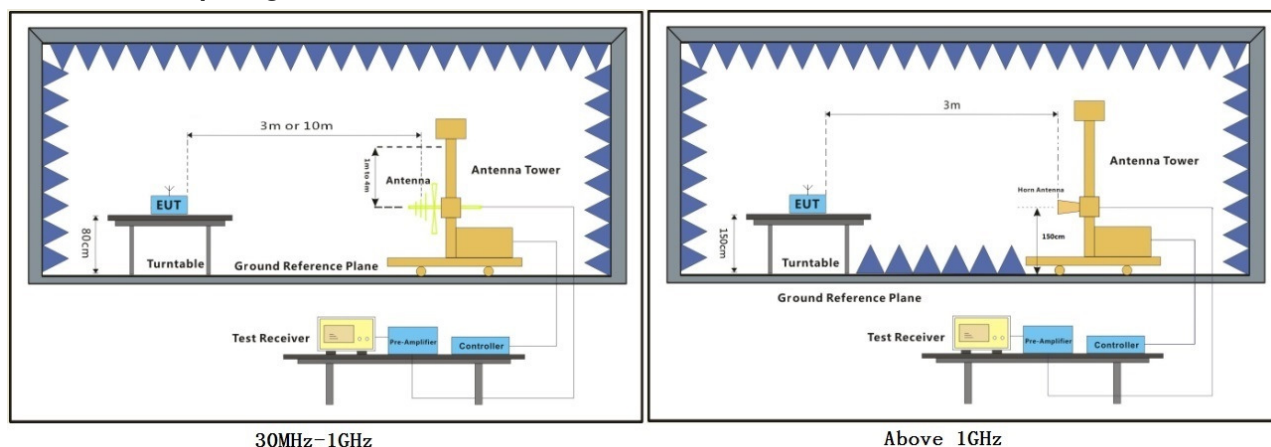 3m or 10m
1m to 4m
Antenna
Antenna Tower
EUT
80cm
Turntable
Ground Reference Plane
Test Receiver
Pre-Amplifier
Controller
30MHz-1GHz
3m
Antenna Tower
Horn Antenna
EUT
150cm
150cm
Turntable
Ground Reference Plane
Test Receiver
Pre-Amplifier
Controller
Above 1GHz